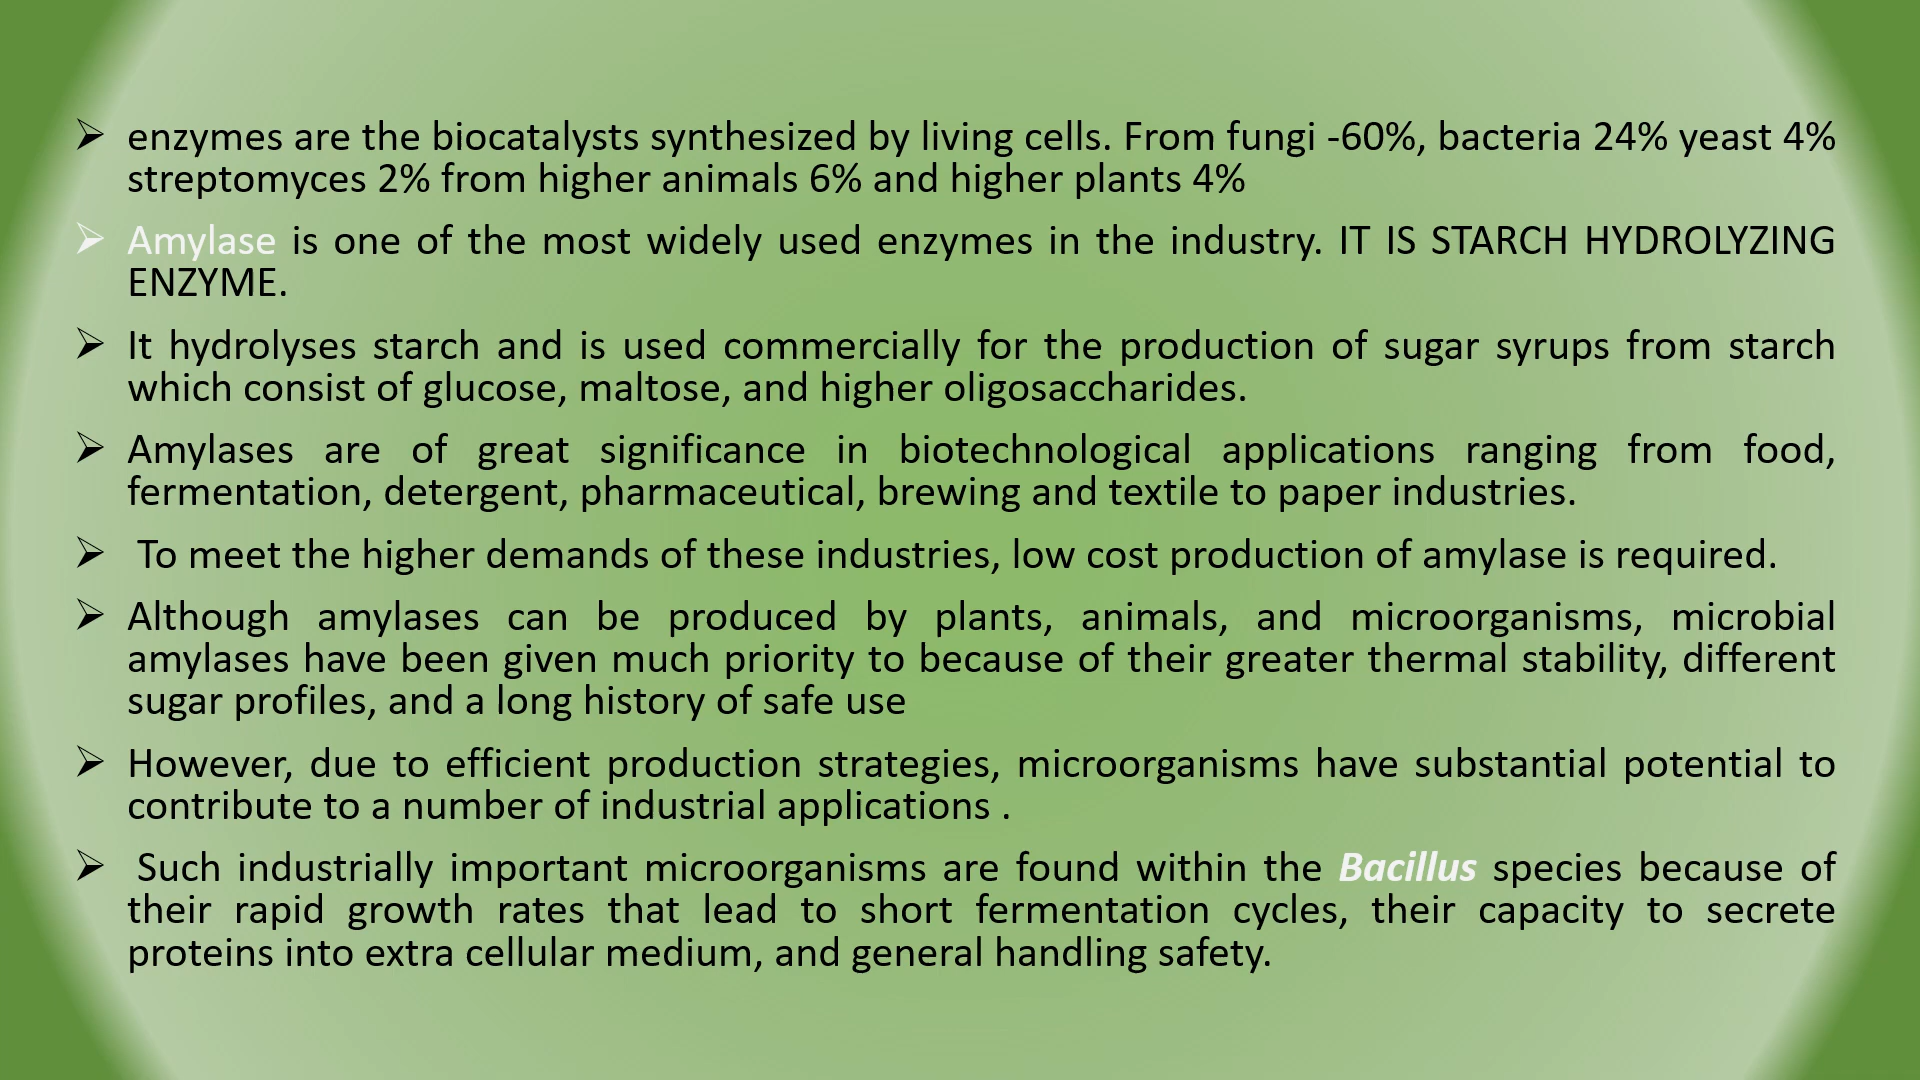 ➢ enzymes are the biocatalysts synthesized by living cells. From fungi -60%, bacteria 24% yeast 4%
streptomyces 2% from higher animals 6% and higher plants 4%
➢ Amylase is one of the most widely used enzymes in the industry. IT IS STARCH HYDROLYZING
ENZYME.
➢ It hydrolyses starch and is used commercially for the production of sugar syrups from starch
which consist of glucose, maltose, and higher oligosaccharides.
➢ Amylases are of great significance in biotechnological applications ranging from food,
fermentation, detergent, pharmaceutical, brewing and textile to paper industries.
➢ To meet the higher demands of these industries, low cost production of amylase is required.
➢ Although amylases can be produced by plants, animals, and microorganisms, microbial
amylases have been given much priority to because of their greater thermal stability, different
sugar profiles, and a long history of safe use
➢ However, due to efficient production strategies, microorganisms have substantial potential to
contribute to a number of industrial applications .
➢ Such industrially important microorganisms are found within the Bacillus species because of
their rapid growth rates that lead to short fermentation cycles, their capacity to secrete
proteins into extra cellular medium, and general handling safety.